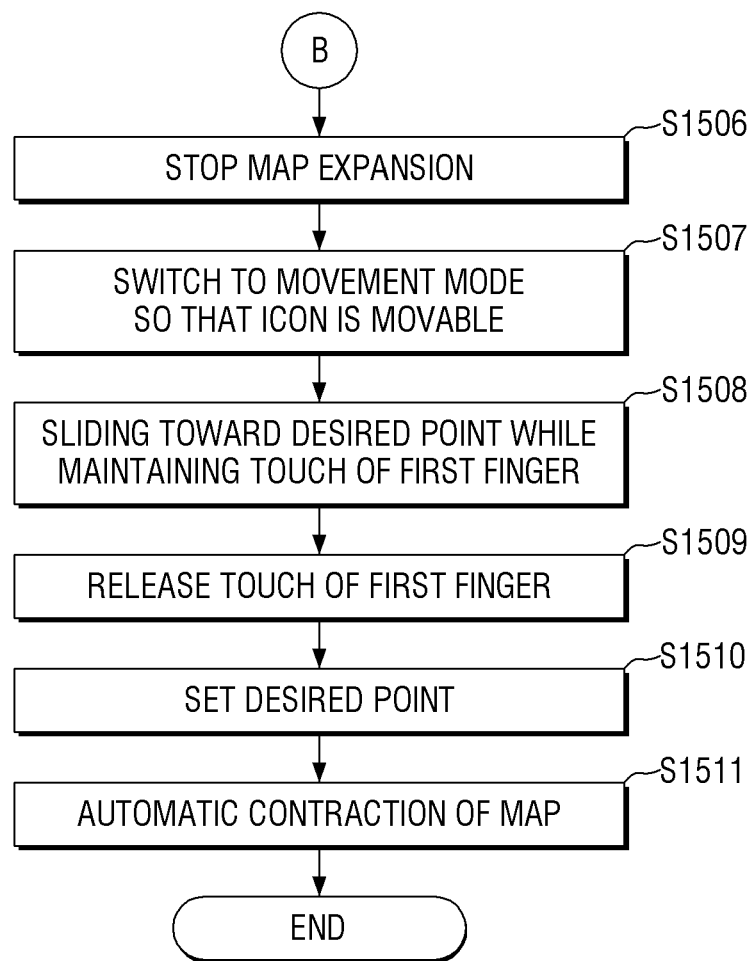 B
S1506
STOP MAP EXPANSION
S1507
SWITCH TO MOVEMENT MODE
SO THAT ICON IS MOVABLE
S1508
SLIDING TOWARD DESIRED POINT WHILE
MAINTAINING TOUCH OF FIRST FINGER
S1509
RELEASE TOUCH OF FIRST FINGER
S1510
SET DESIRED POINT
S1511
AUTOMATIC CONTRACTION OF MAP
END